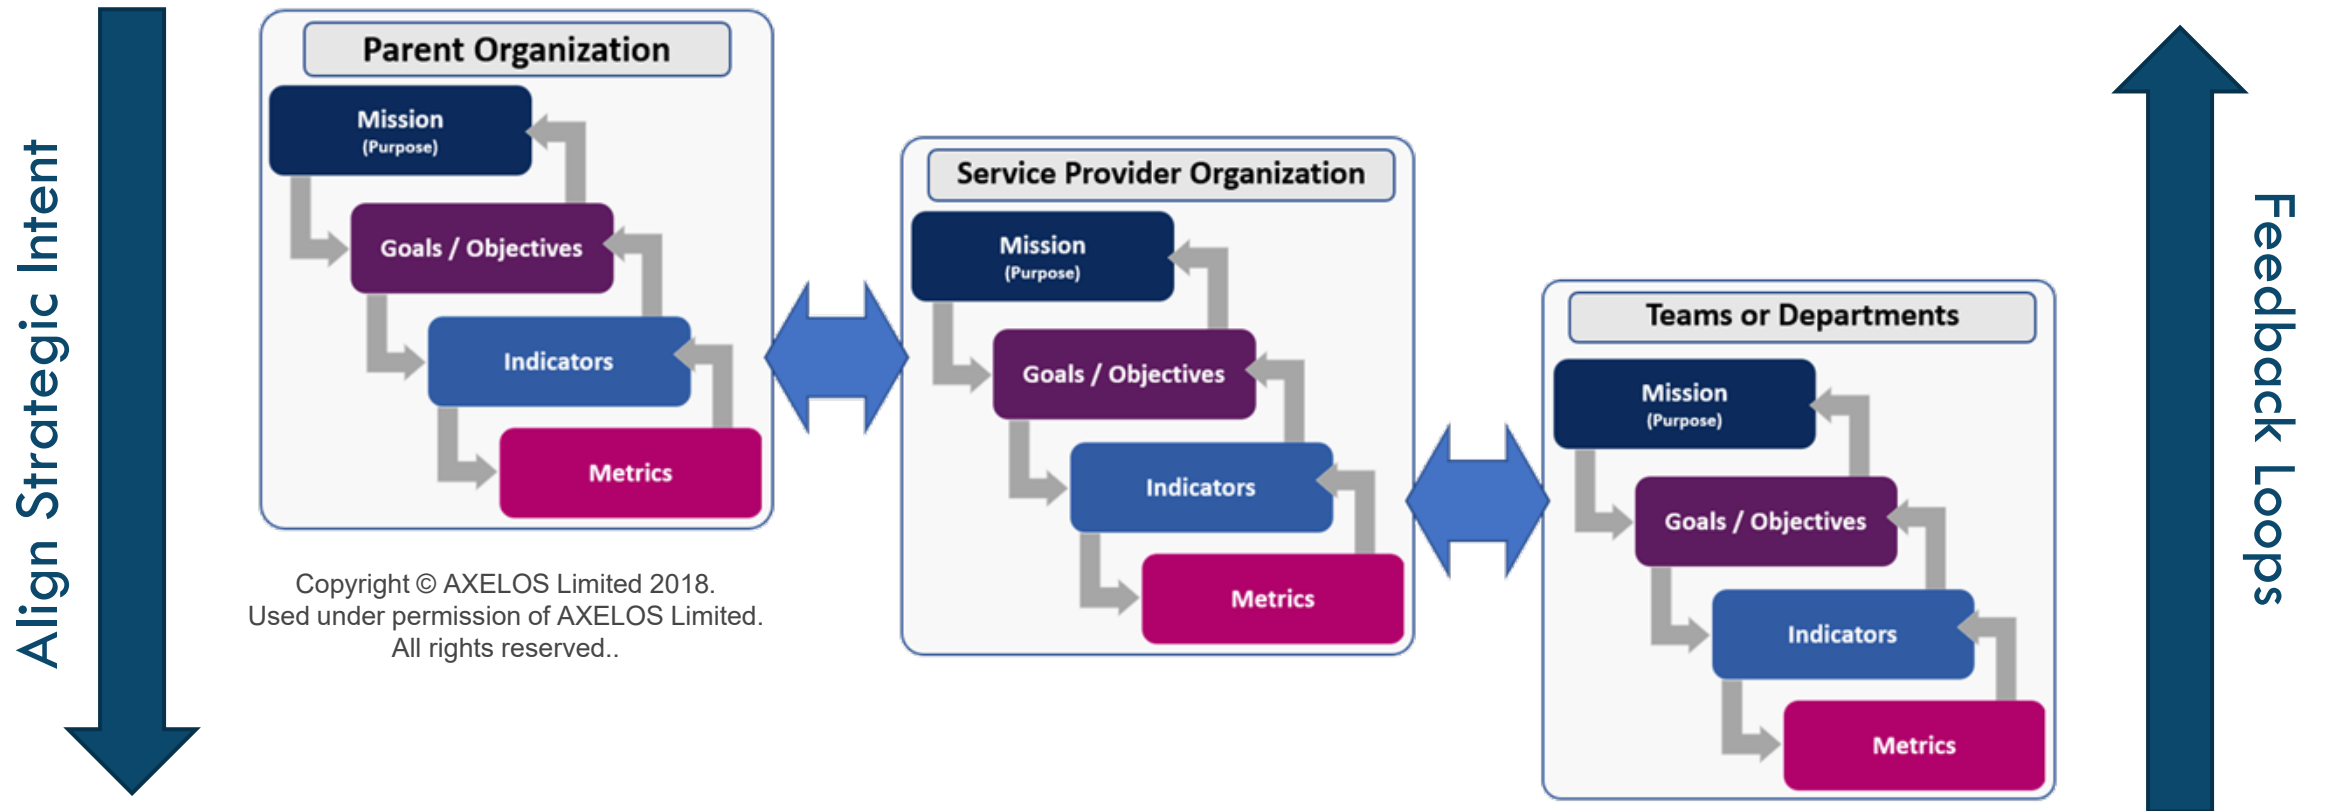 Align Strategic Intent
Parent Organization
Mission
(Purpose)
Goals / Objectives
Indicators
Metrics
Copyright © AXELOS Limited 2018.
Used under permission of AXELOS Limited.
All rights reserved..
Service Provider Organization
Mission
(Purpose)
Goals / Objectives
Indicators
Metrics
Teams or Departments
Mission
(Purpose)
Goals / Objectives
Indicators
Metrics
Feedback Loops